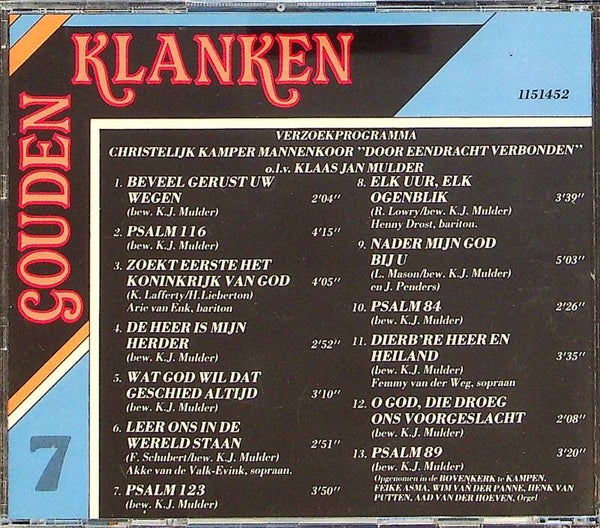 GOUDEN
KLANKEN
1151452
VERZOEKPROGRAMMA
CHRISTELIJK KAMPER MANNENKOOR "DOOR EENDRACHT VERBONDEN"
o.l.v. KLAAS JAN MULDER
1. BEVEEL GERUST UW
WEGEN 2'04"
(bew. K.J. Mulder)
2. PSALM 116 4'15"
(bew. K.J. Mulder)
3. ZOEKT EERSTE HET
KONINKRIJK VAN GOD 4'05"
(K. Lafferty/H.Lieberton)
Arie van Enk, bariton
4. DE HEER IS MIJN
HERDER 2'52"
(bew. K.J. Mulder)
5. WAT GOD WIL DAT
GESCHIED ALTIJD 3'10"
(bew. K.J. Mulder)
6. LEER ONS IN DE
WERELD STAAN 2'51"
(F. Schubert/bew. K.J. Mulder)
Akke van de Valk-Evink, sopraan.
7. PSALM 123 3'50"
(bew. K.J. Mulder)
8. ELK UUR, ELK
OGENBLIK 3'39"
(R. Lowry/bew. K.J. Mulder)
Henny Drost, bariton.
9. NADER MIJN GOD
BIJ U 5'03"
(L. Mason/bew. K.J. Mulder)
en J. Penders)
10. PSALM 84 2'26"
(bew. K.J. Mulder)
11. DIERB'RE HEER EN
HEILAND 3'35"
(bew. K.J. Mulder)
Femmy van der Weg, sopraan
12. O GOD, DIE DROEG
ONS VOORGESLACHT 2'08"
(bew. K.J. Mulder)
13. PSALM 89 3'20"
(bew. K.J. Mulder)
Opgenomen in de BOVENKERK te KAMPEN,
FEIKE ASMA, WIM VAN DER PANNE, HENK VAN
PUTTEN, AAD VAN DER HOEVEN, Orgel
7